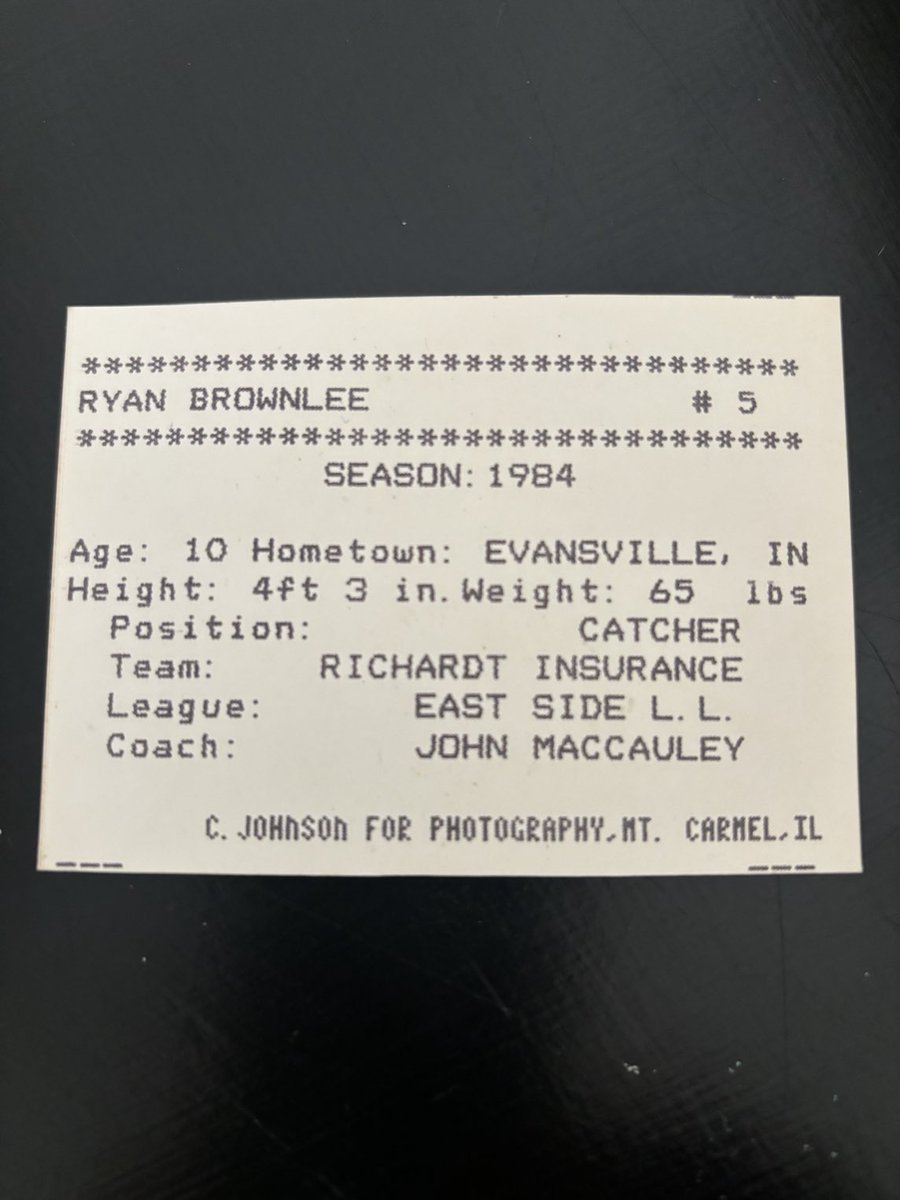 ********************************
RYAN BROWNLEE # 5
********************************
SEASON: 1984
Age: 10 Hometown: EVANSVILLE, IN
Height: 4ft 3 in. Weight: 65 lbs
Position: CATCHER
Team: RICHARDT INSURANCE
League: EAST SIDE L.L.
Coach: JOHN MACCAULEY
C. JOHNSON FOR PHOTOGRAPHY, MT. CARMEL, IL